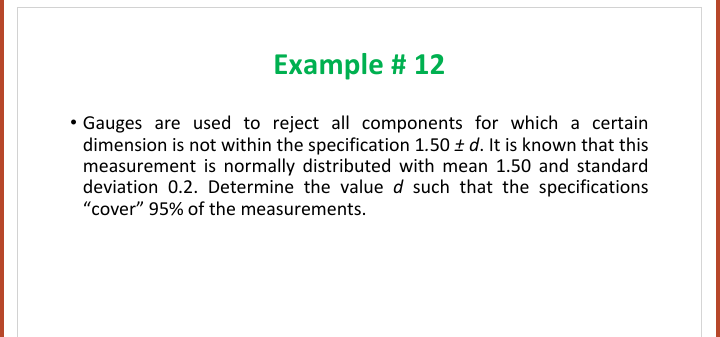 Example # 12
• Gauges are used to reject all components for which a certain
dimension is not within the specification 1.50 ± d. It is known that this
measurement is normally distributed with mean 1.50 and standard
deviation 0.2. Determine the value d such that the specifications
“cover” 95% of the measurements.